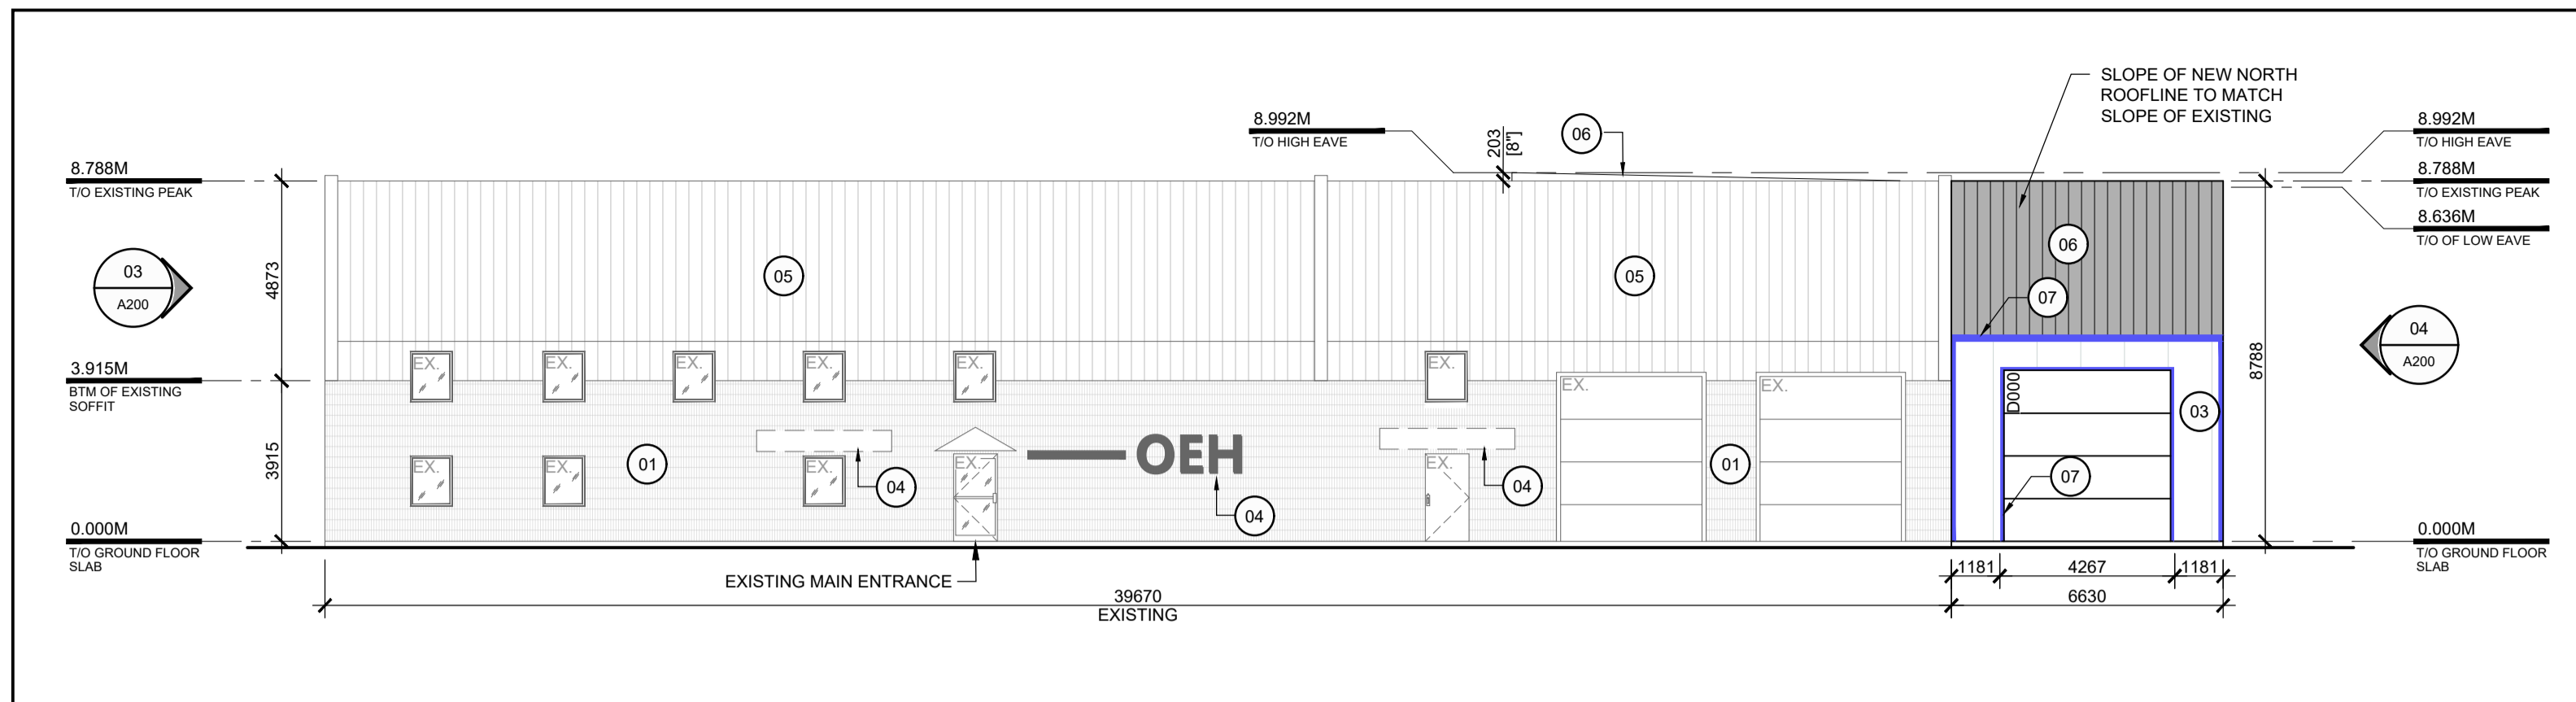 SLOPE OF NEW NORTH
ROOFLINE TO MATCH
SLOPE OF EXISTING
8.992M
T/O HIGH EAVE
203
[8"]
06
8.992M
T/O HIGH EAVE
8.788M
T/O EXISTING PEAK
8.788M
T/O EXISTING PEAK
8.636M
T/O OF LOW EAVE
03
A200
4873
05
05
06
07
04
A200
8788
3.915M
BTM OF EXISTING
SOFFIT
EX.
EX.
EX.
EX.
EX.
EX.
EX.
EX.
D000
03
3915
01
EX.
EX.
EX.
04
EX.
OEH
04
EX.
04
01
07
0.000M
T/O GROUND FLOOR
SLAB
0.000M
T/O GROUND FLOOR
SLAB
EXISTING MAIN ENTRANCE
1181
4267
1181
39670
EXISTING
6630